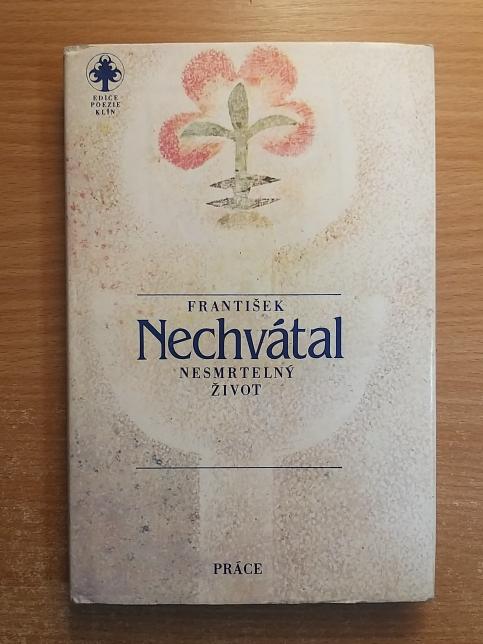 EDICE
POEZIE
KLÍN
FRANTIŠEK
Nechvátal
NESMRTELNÝ
ŽIVOT
PRÁCE